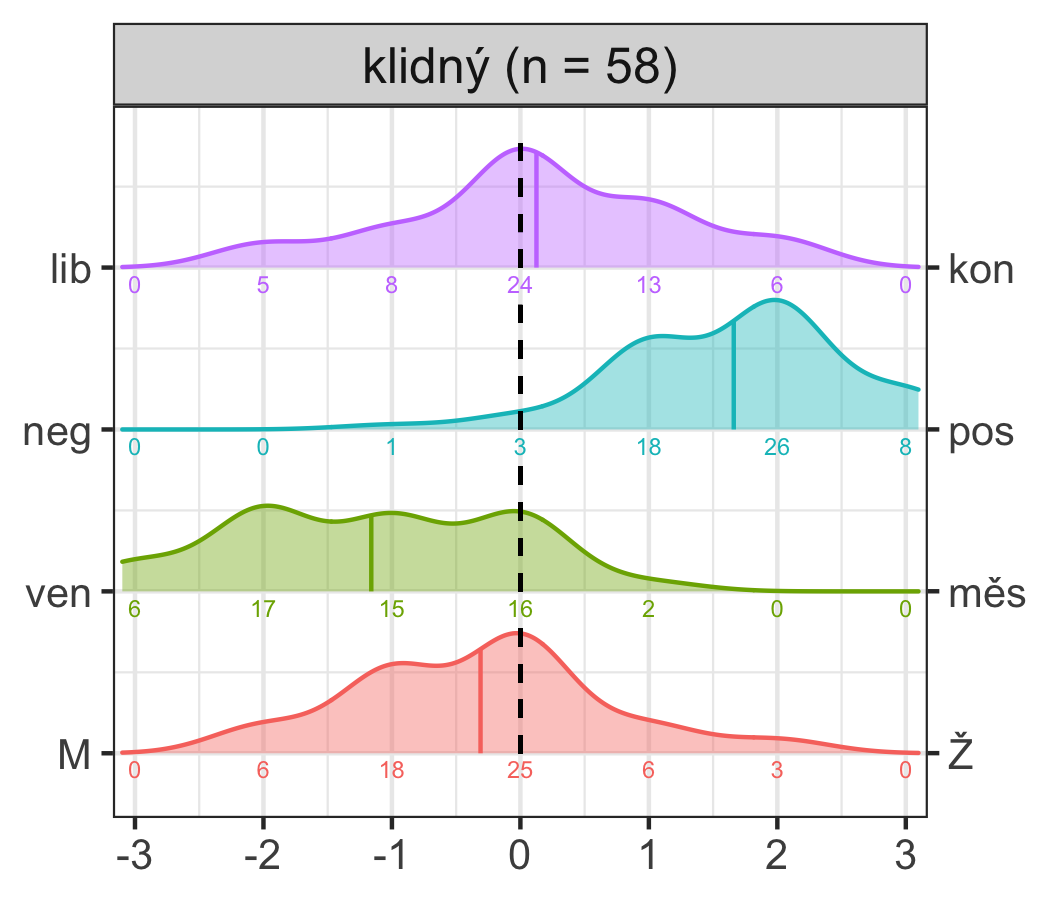 klidný (n = 58)
lib kon
0 5 8 24 13 6 0
neg pos
0 0 1 3 18 26 8
ven měs
6 17 15 16 2 0 0
M Ž
0 6 18 25 6 3 0
-3 -2 -1 0 1 2 3